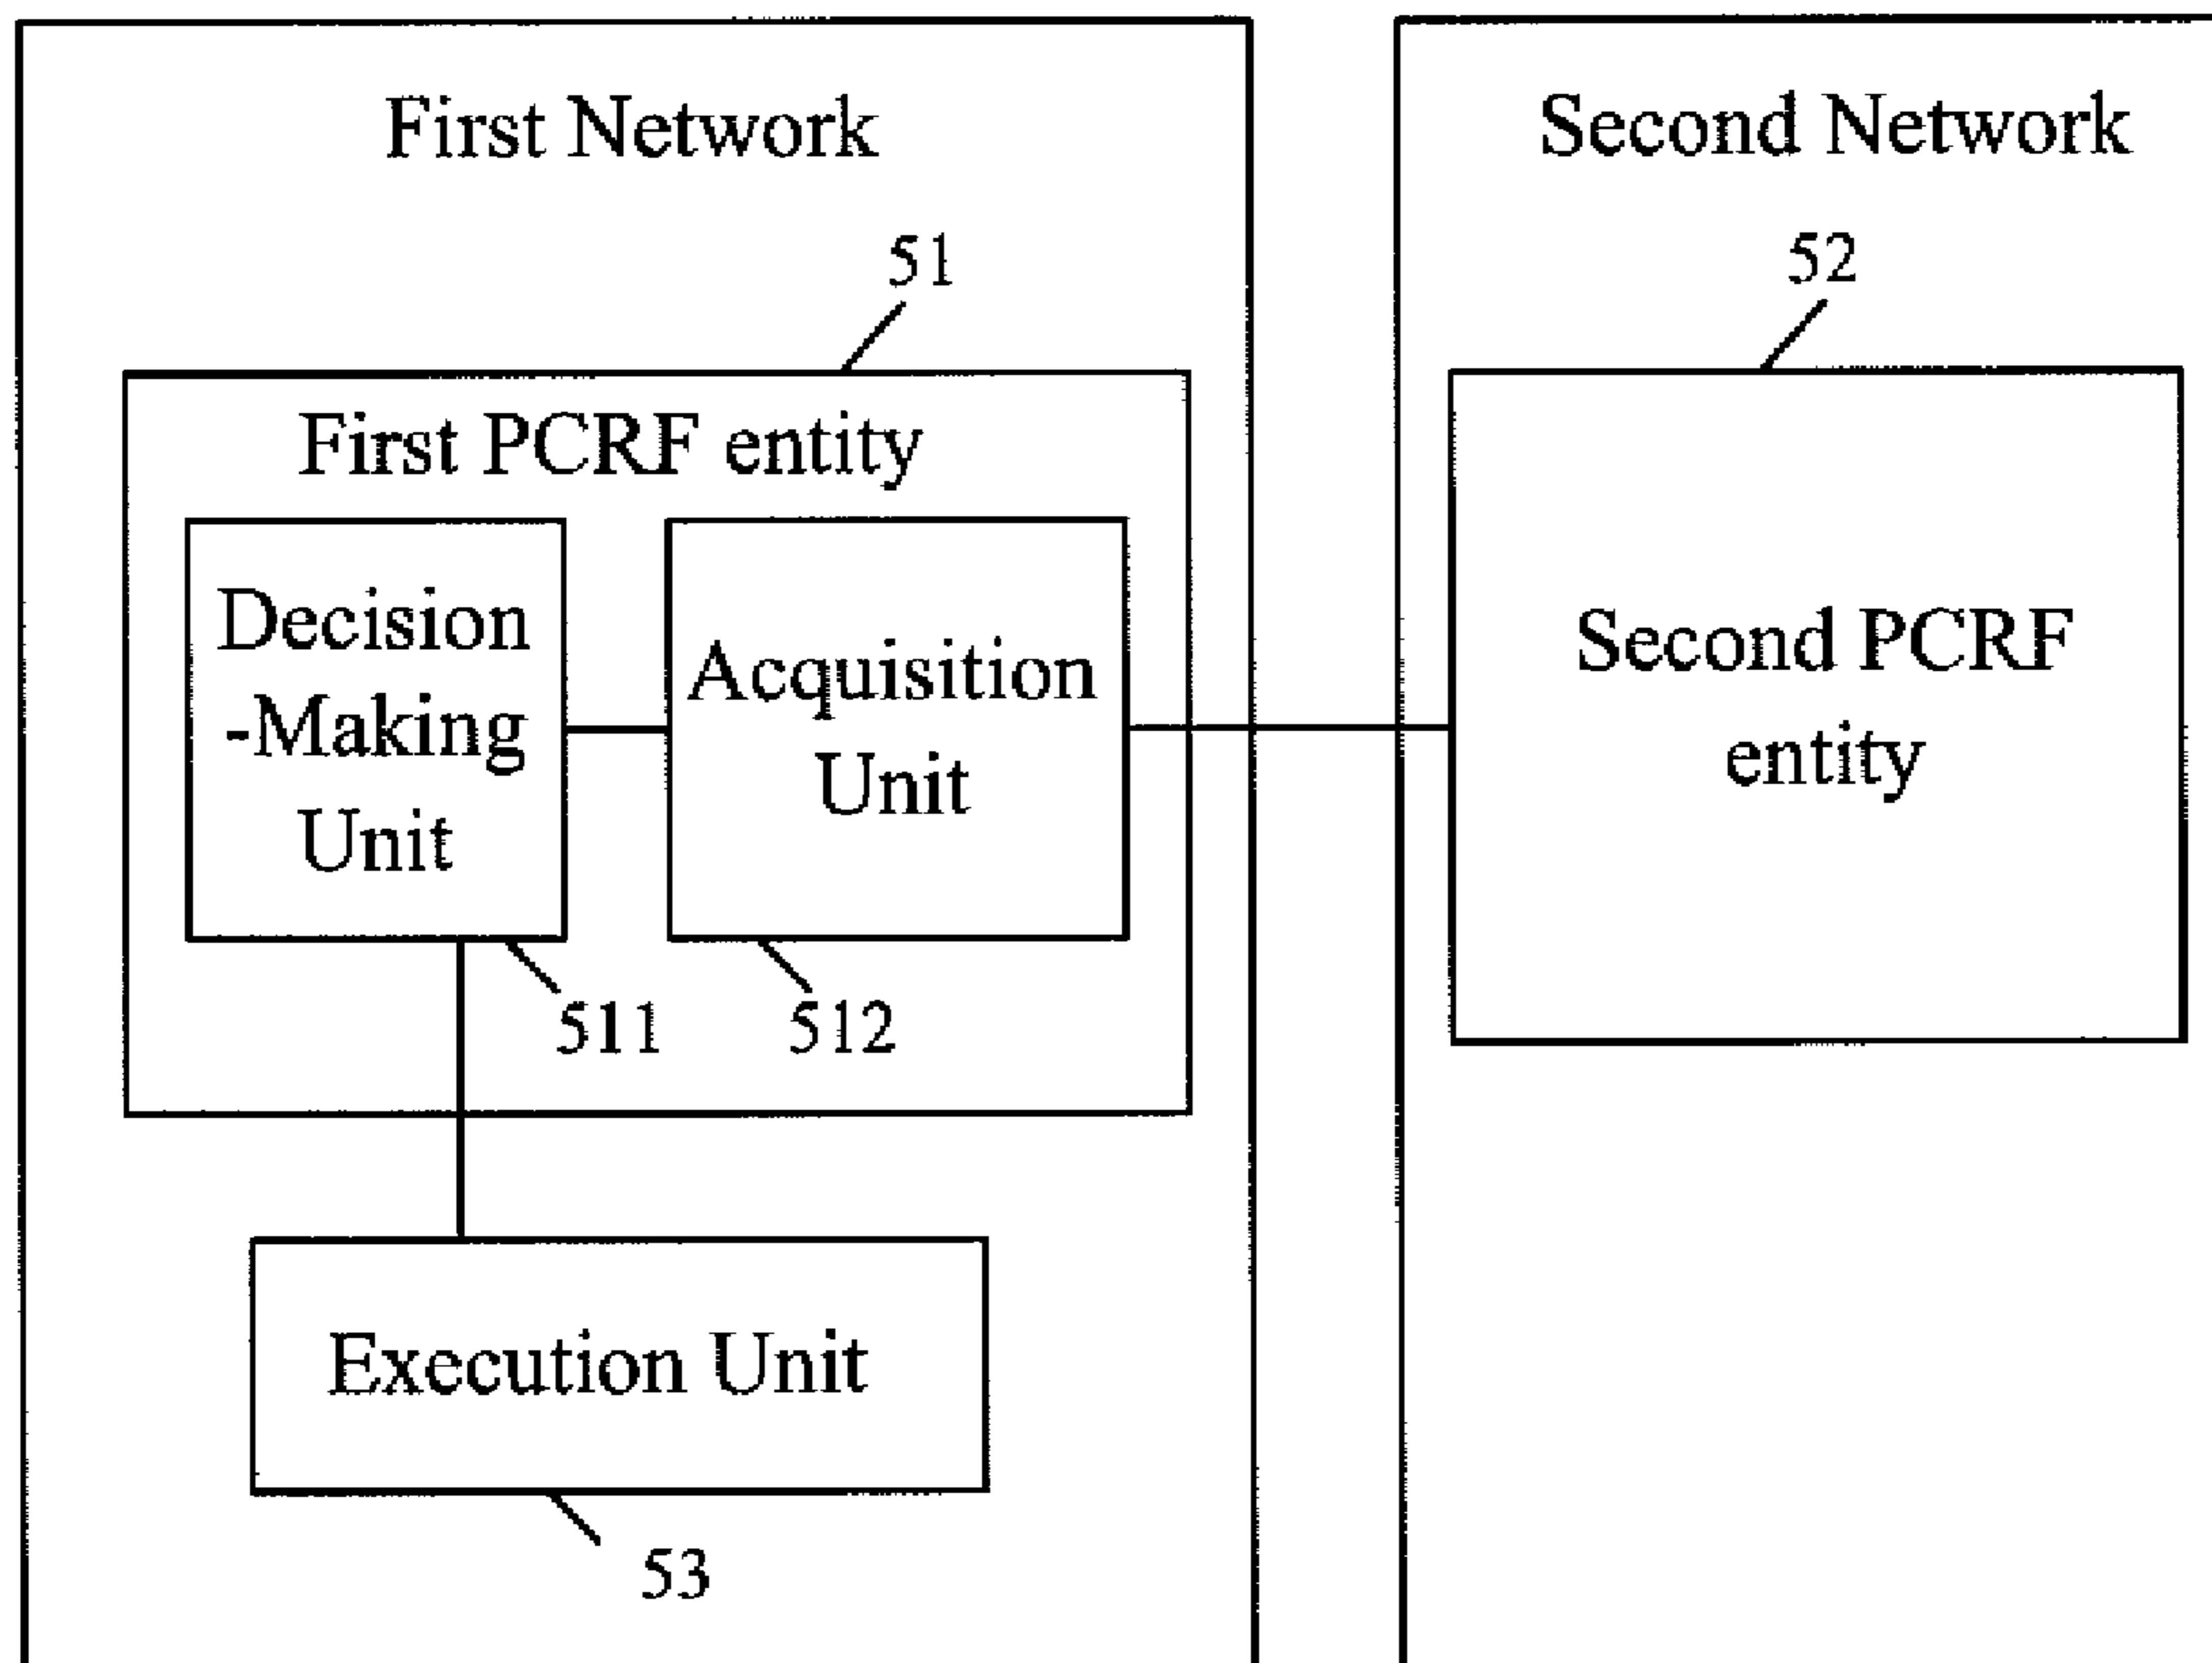 First Network
Second Network
51
52
First PCRF entity
Decision
-Making
Unit
Acquisition
Unit
Second PCRF
entity
511
512
Execution Unit
53